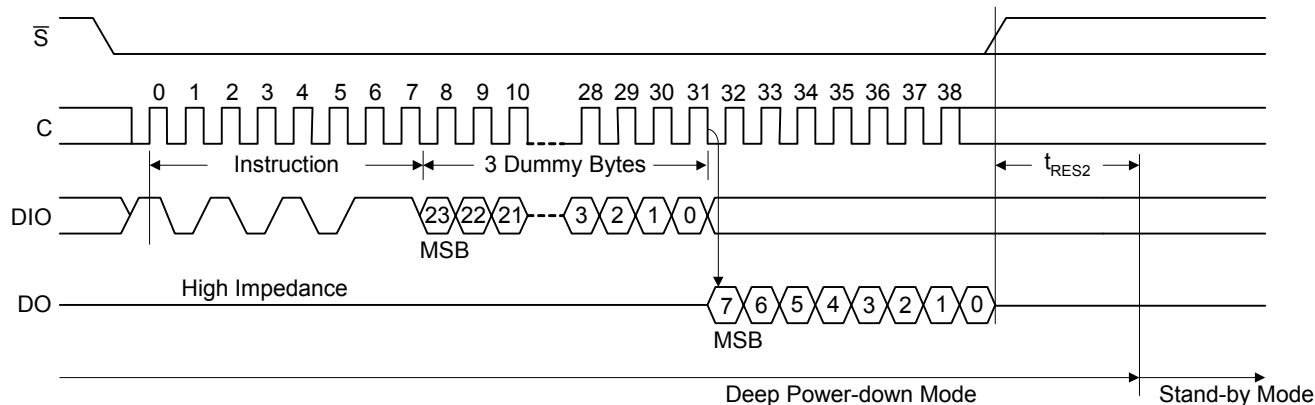 S
0 1 2 3 4 5 6 7 8 9 10 28 29 30 31 32 33 34 35 36 37 38
C
Instruction 3 Dummy Bytes tRES2
DIO 23 22 21 3 2 1 0
MSB
High Impedance
DO 7 6 5 4 3 2 1 0
MSB
Deep Power-down Mode Stand-by Mode